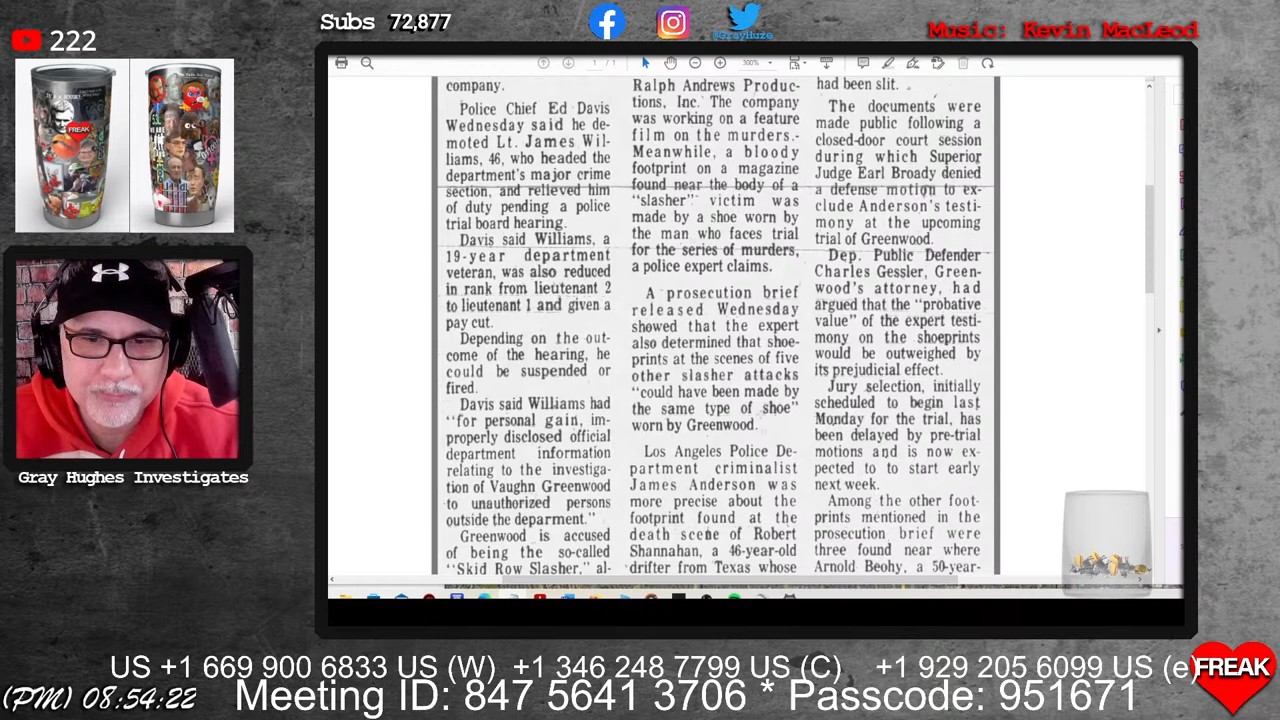 222
Subs 72,877
@GrayHuze
Music: Kevin MacLeod
FREAK
Gray Hughes Investigates
1 / 1
300%
company.
Police Chief Ed Davis
Wednesday said he de-
moted Lt. James Wil-
liams, 46, who headed the
department's major crime
section, and relieved him
of duty pending a police
trial board hearing.
Davis said Williams, a
19-year department
veteran, was also reduced
in rank from lieutenant 2
to lieutenant 1 and given a
pay cut.
Depending on the out-
come of the hearing, he
could be suspended or
fired.
Davis said Williams had
"for personal gain, im-
properly disclosed official
department information
relating to the investiga-
tion of Vaughn Greenwood
to unauthorized persons
outside the deparment."
Greenwood is accused
of being the so-called
"Skid Row Slasher," al-
Ralph Andrews Produc-
tions, Inc. The company
was working on a feature
film on the murders.
Meanwhile, a bloody
footprint on a magazine
found near the body of a
"slasher" victim was
made by a shoe worn by
the man who faces trial
for the series of murders,
a police expert claims.
A prosecution brief
released Wednesday
showed that the expert
also determined that shoe-
prints at the scenes of five
other slasher attacks
"could have been made by
the same type of shoe"
worn by Greenwood.
Los Angeles Police De-
partment criminalist
James Anderson was
more precise about the
footprint found at the
death scene of Robert
Shannahan, a 46-year-old
drifter from Texas whose
had been slit.
The documents were
made public following a
closed-door court session
during which Superior
Judge Earl Broady denied
a defense motion to ex-
clude Anderson's testi-
mony at the upcoming
trial of Greenwood.
Dep. Public Defender
Charles Gessler, Green-
wood's attorney, had
argued that the "probative
value" of the expert testi-
mony on the shoeprints
would be outweighed by
its prejudicial effect.
Jury selection, initially
scheduled to begin last
Monday for the trial, has
been delayed by pre-trial
motions and is now ex-
pected to to start early
next week.
Among the other foot-
prints mentioned in the
prosecution brief were
three found near where
Arnold Beohy, a 50-year-
US +1 669 900 6833 US (W) +1 346 248 7799 US (C) +1 929 205 6099 US (e)
FREAK
(PM) 08:54:22
Meeting ID: 847 5641 3706 * Passcode: 951671